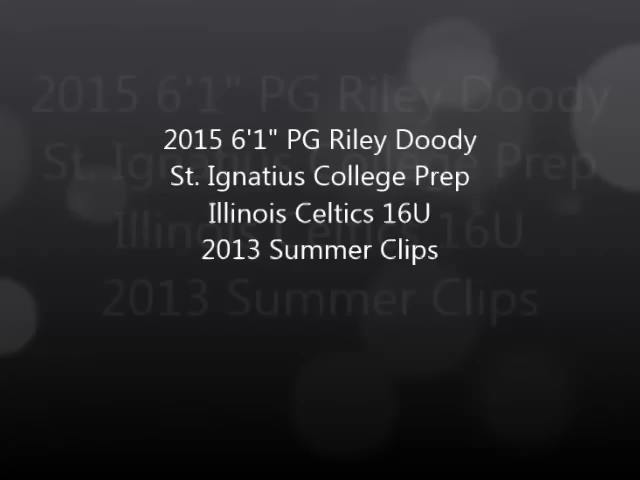 2015 6'1" PG Riley Doody
St. Ignatius College Prep
Illinois Celtics 16U
2013 Summer Clips